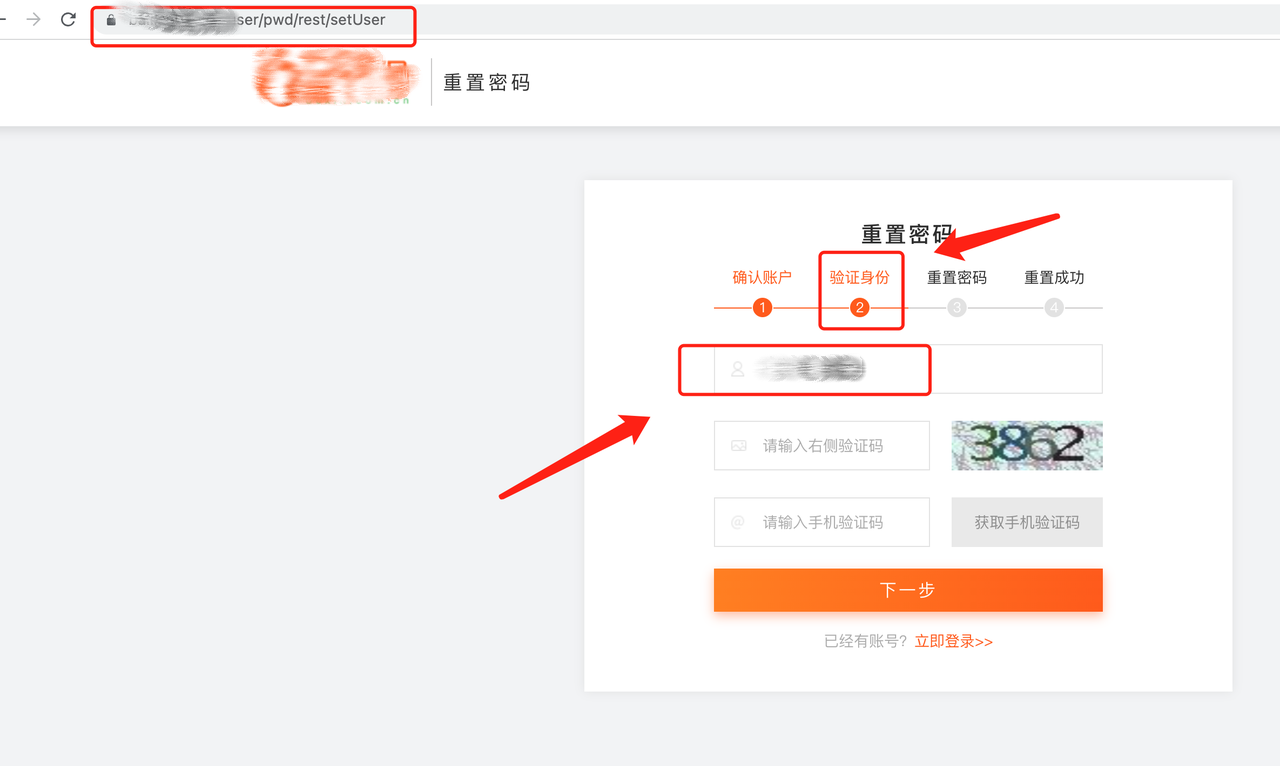 ser/pwd/rest/setUser
重置密码
重置密码
确认账户 验证身份 重置密码 重置成功
1 2 3 4
请输入右侧验证码 3862
请输入手机验证码 获取手机验证码
下一步
已经有账号？立即登录>>